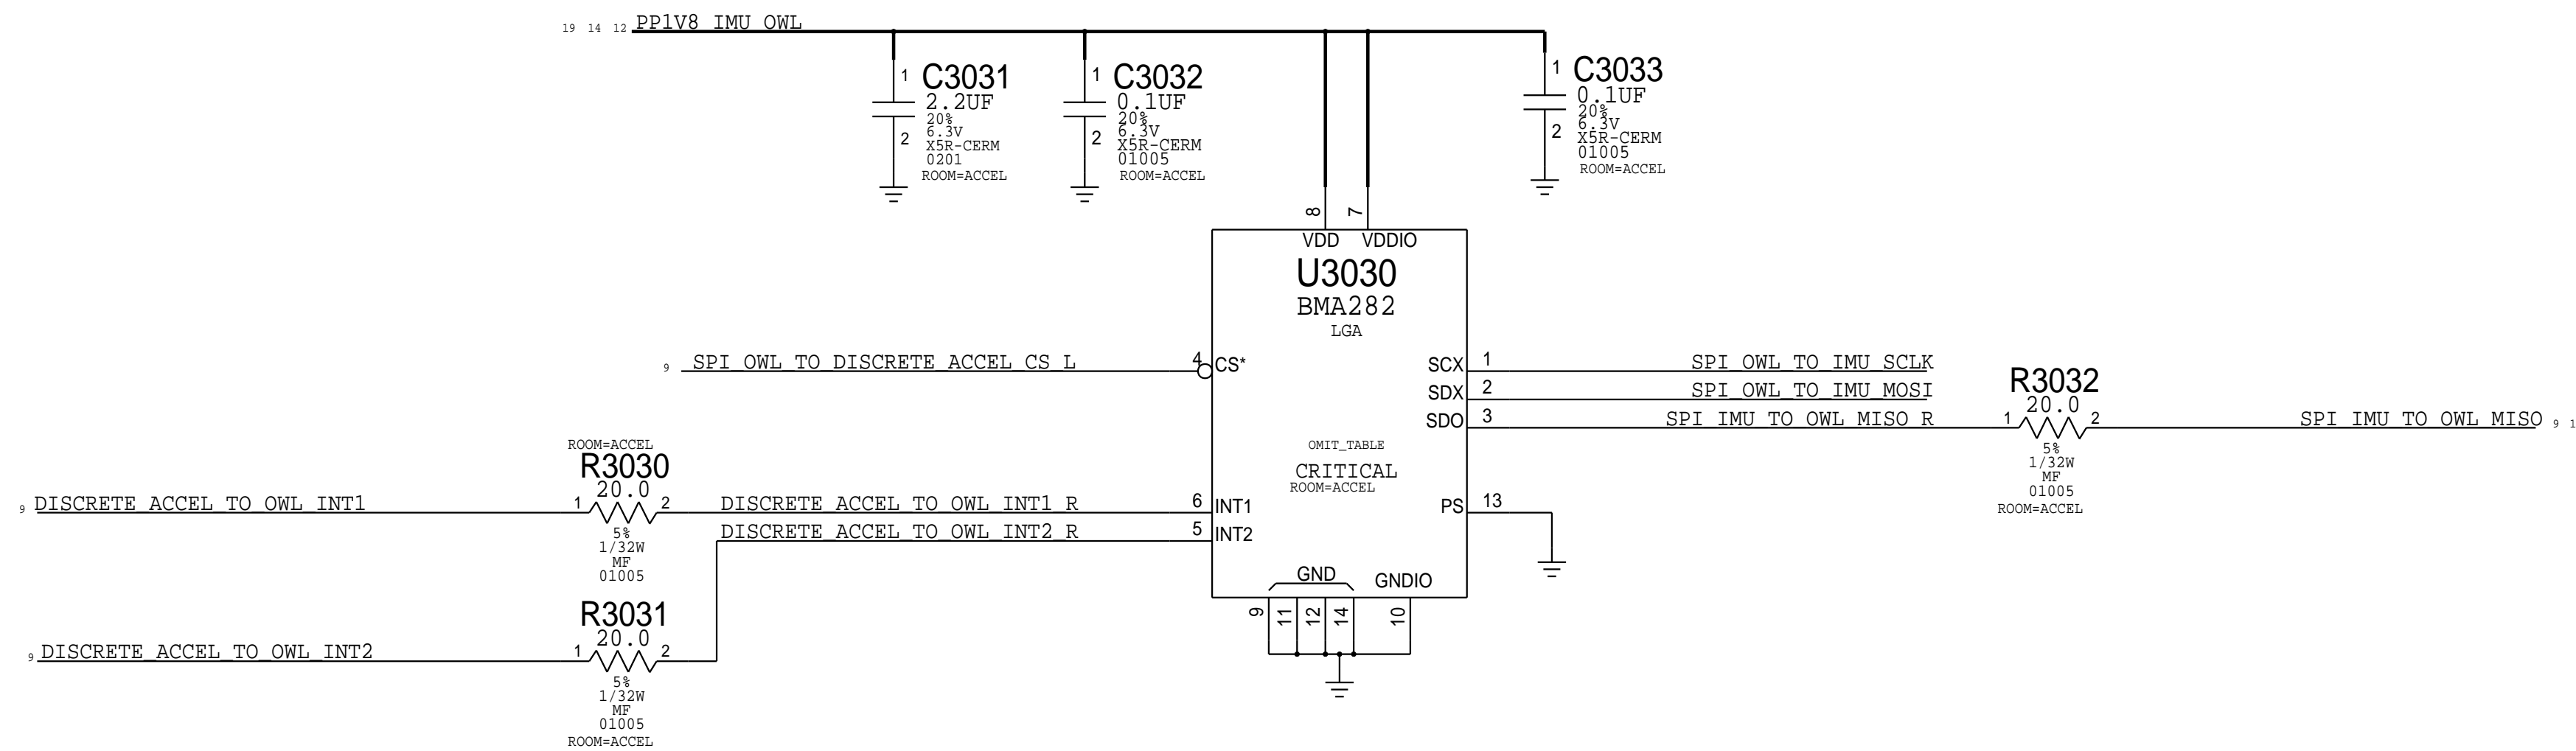 19 14 12 PP1V8_IMU_OWL
1 C3031
2.2UF
20%
6.3V
2 X5R-CERM
0201
ROOM=ACCEL
1 C3032
0.1UF
20%
6.3V
2 X5R-CERM
01005
ROOM=ACCEL
1 C3033
0.1UF
20%
6.3V
2 X5R-CERM
01005
ROOM=ACCEL
8 7
VDD VDDIO
U3030
BMA282
LGA
9 SPI_OWL_TO_DISCRETE_ACCEL_CS_L 4 CS*
SCX 1 SPI_OWL_TO_IMU_SCLK
SDX 2 SPI_OWL_TO_IMU_MOSI
SDO 3 SPI_IMU_TO_OWL_MISO_R
R3032
20.0
1 2
5%
1/32W
MF
01005
ROOM=ACCEL
SPI_IMU_TO_OWL_MISO 9 1
OMIT_TABLE
CRITICAL
ROOM=ACCEL
ROOM=ACCEL
R3030
20.0
9 DISCRETE_ACCEL_TO_OWL_INT1 1 2 DISCRETE_ACCEL_TO_OWL_INT1_R 6 INT1
5%
1/32W
MF
01005
DISCRETE_ACCEL_TO_OWL_INT2_R 5 INT2
PS 13
GND GNDIO
9 11 12 14 10
R3031
20.0
9 DISCRETE_ACCEL_TO_OWL_INT2 1 2
5%
1/32W
MF
01005
ROOM=ACCEL